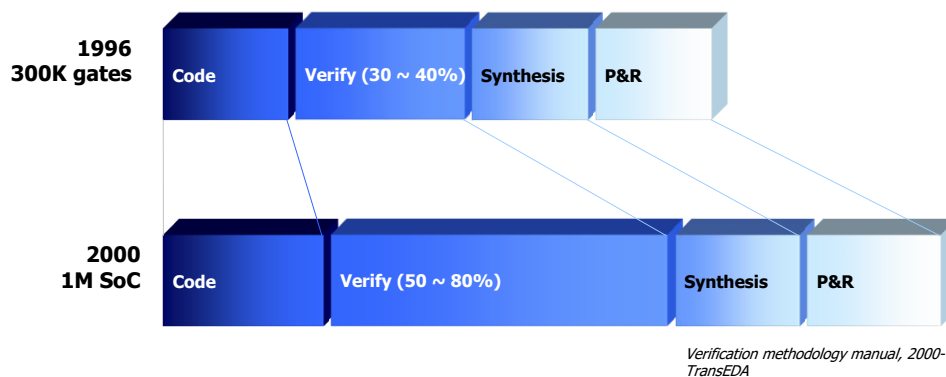 1996
300K gates
Code
Verify (30 ~ 40%)
Synthesis
P&R
2000
1M SoC
Code
Verify (50 ~ 80%)
Synthesis
P&R
Verification methodology manual, 2000-
TransEDA